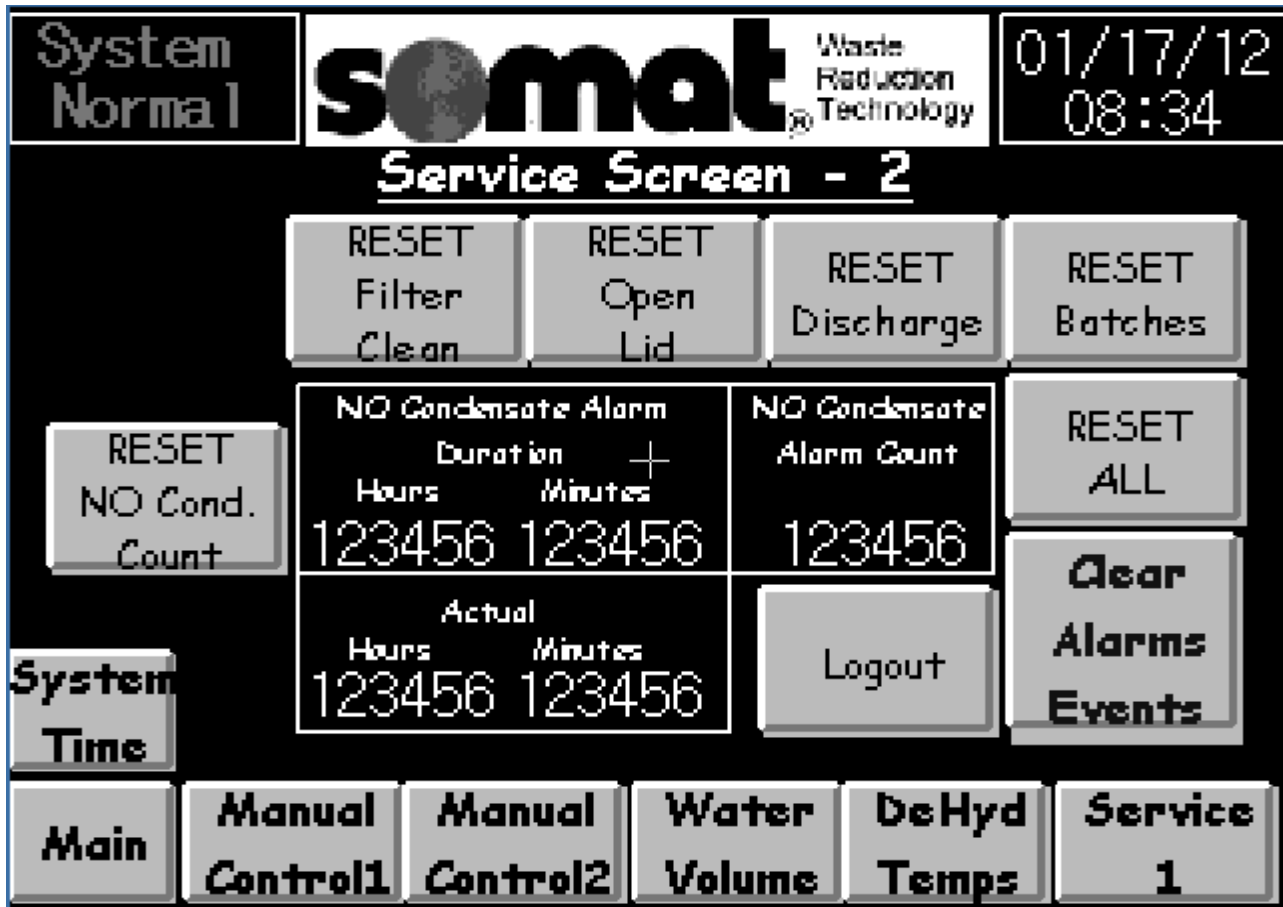 System
Normal
somat®
Waste
Reduction
Technology
01/17/12
08:34
Service Screen - 2
RESET
Filter
Clean
RESET
Open
Lid
RESET
Discharge
RESET
Batches
RESET
NO Cond.
Count
NO Condensate Alarm
Duration
Hours Minutes
123456 123456
NO Condensate
Alarm Count
123456
RESET
ALL
Actual
Hours Minutes
123456 123456
Logout
Clear
Alarms
Events
System
Time
Main
Manual
Control1
Manual
Control2
Water
Volume
DeHyd
Temps
Service
1